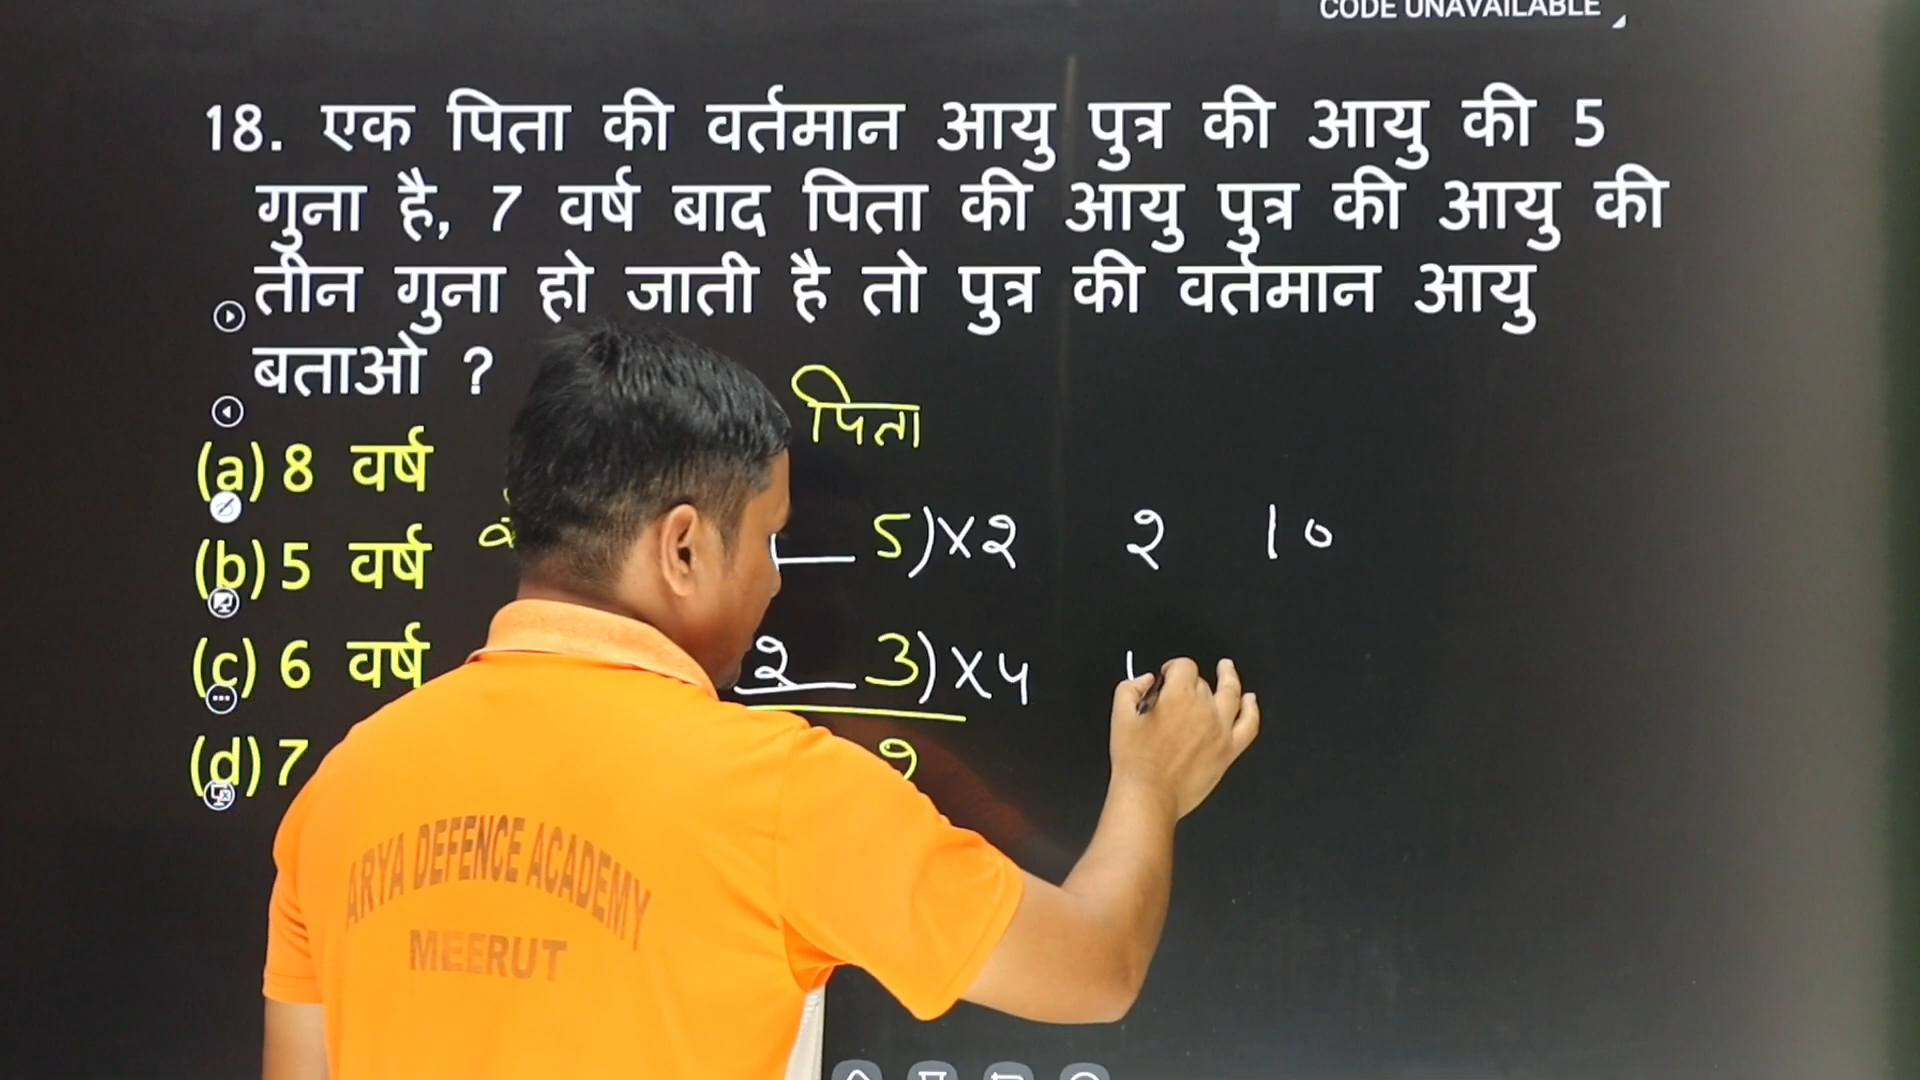 CODE UNAVAILABLE
18. एक पिता की वर्तमान आयु पुत्र की आयु की 5
गुना है, 7 वर्ष बाद पिता की आयु पुत्र की आयु की
तीन गुना हो जाती है तो पुत्र की वर्तमान आयु
बताओ ?
पिता
(a) 8 वर्ष
5)×2 2 10
(b) 5 वर्ष
2 3)×4
(c) 6 वर्ष
2
(d) 7
ARYA DEFENCE ACADEMY
MEERUT